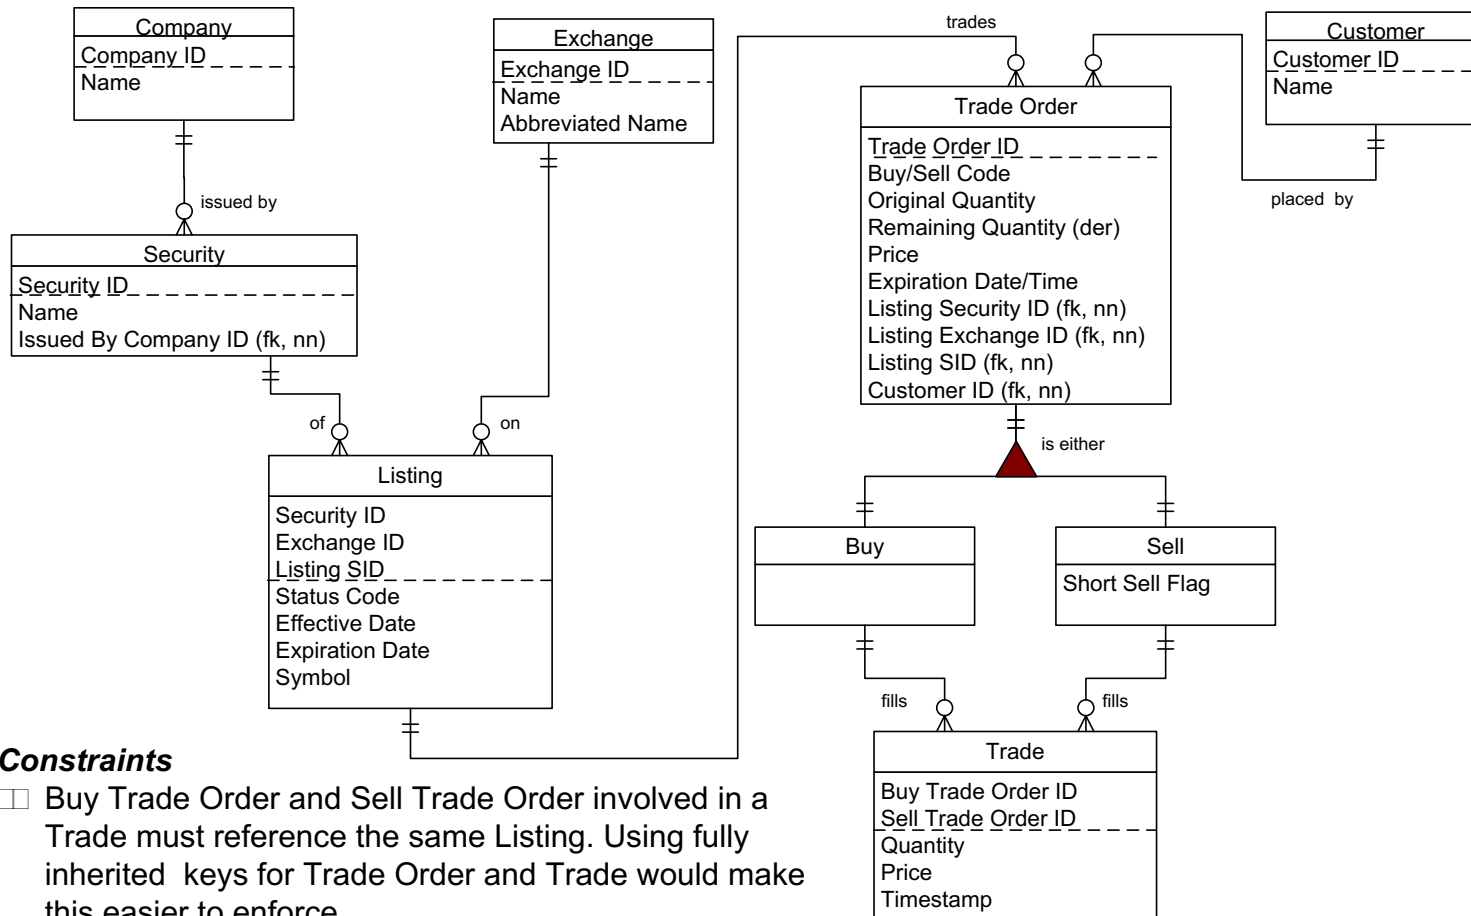 Company
Company ID
Name
Exchange
Exchange ID
Name
Abbreviated Name
trades
Customer
Customer ID
Name
placed by
issued by
Security
Security ID
Name
Issued By Company ID (fk, nn)
Trade Order
Trade Order ID
Buy/Sell Code
Original Quantity
Remaining Quantity (der)
Price
Expiration Date/Time
Listing Security ID (fk, nn)
Listing Exchange ID (fk, nn)
Listing SID (fk, nn)
Customer ID (fk, nn)
of
on
is either
Listing
Security ID
Exchange ID
Listing SID
Status Code
Effective Date
Expiration Date
Symbol
Buy
Sell
Short Sell Flag
fills
fills
Trade
Buy Trade Order ID
Sell Trade Order ID
Quantity
Price
Timestamp
Constraints
Buy Trade Order and Sell Trade Order involved in a
Trade must reference the same Listing. Using fully
inherited keys for Trade Order and Trade would make
this easier to enforce